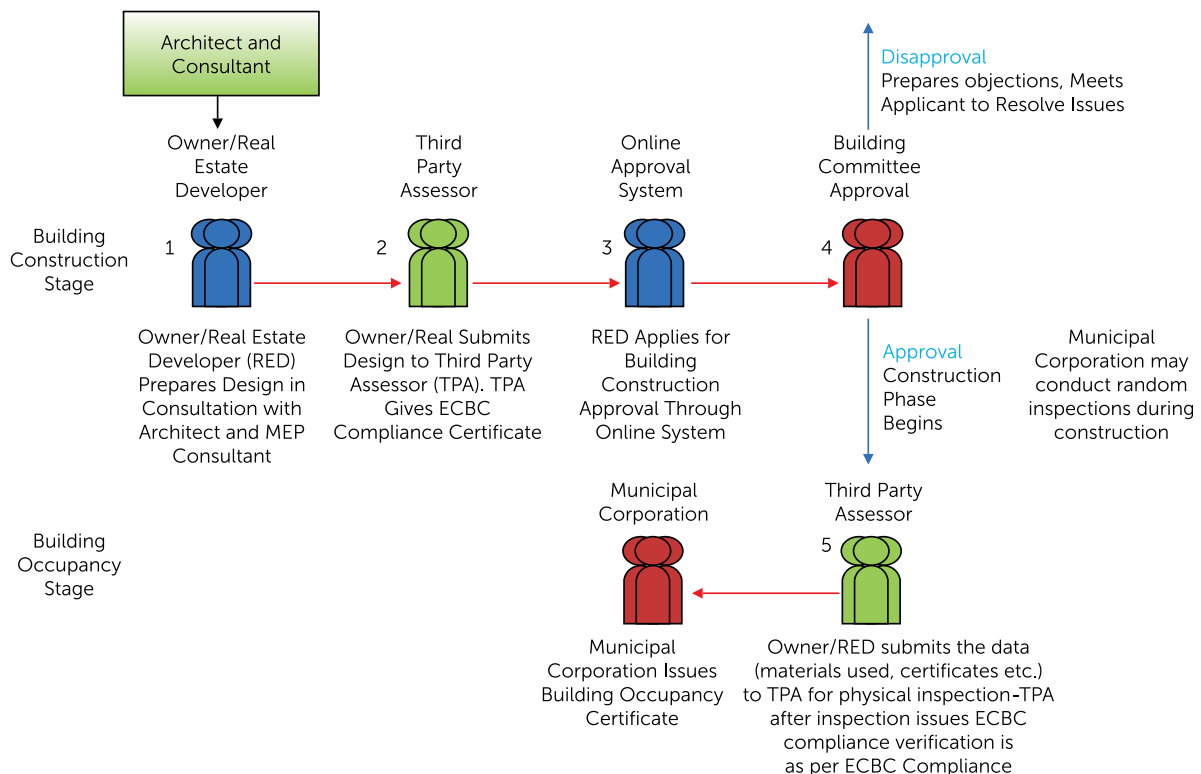 Architect and
Consultant
Disapproval
Prepares objections, Meets
Applicant to Resolve Issues
Owner/Real
Estate
Developer
Third
Party
Assessor
Online
Approval
System
Building
Committee
Approval
Building
Construction
Stage
1
2
3
4
Owner/Real Estate
Developer (RED)
Prepares Design in
Consultation with
Architect and MEP
Consultant
Owner/Real Submits
Design to Third Party
Assessor (TPA). TPA
Gives ECBC
Compliance Certificate
RED Applies for
Building
Construction
Approval Through
Online System
Approval
Construction
Phase
Begins
Municipal
Corporation may
conduct random
inspections during
construction
Building
Occupancy
Stage
Municipal
Corporation
Third Party
Assessor
5
Municipal
Corporation Issues
Building Occupancy
Certificate
Owner/RED submits the data
(materials used, certificates etc.)
to TPA for physical inspection-TPA
after inspection issues ECBC
compliance verification is
as per ECBC Compliance